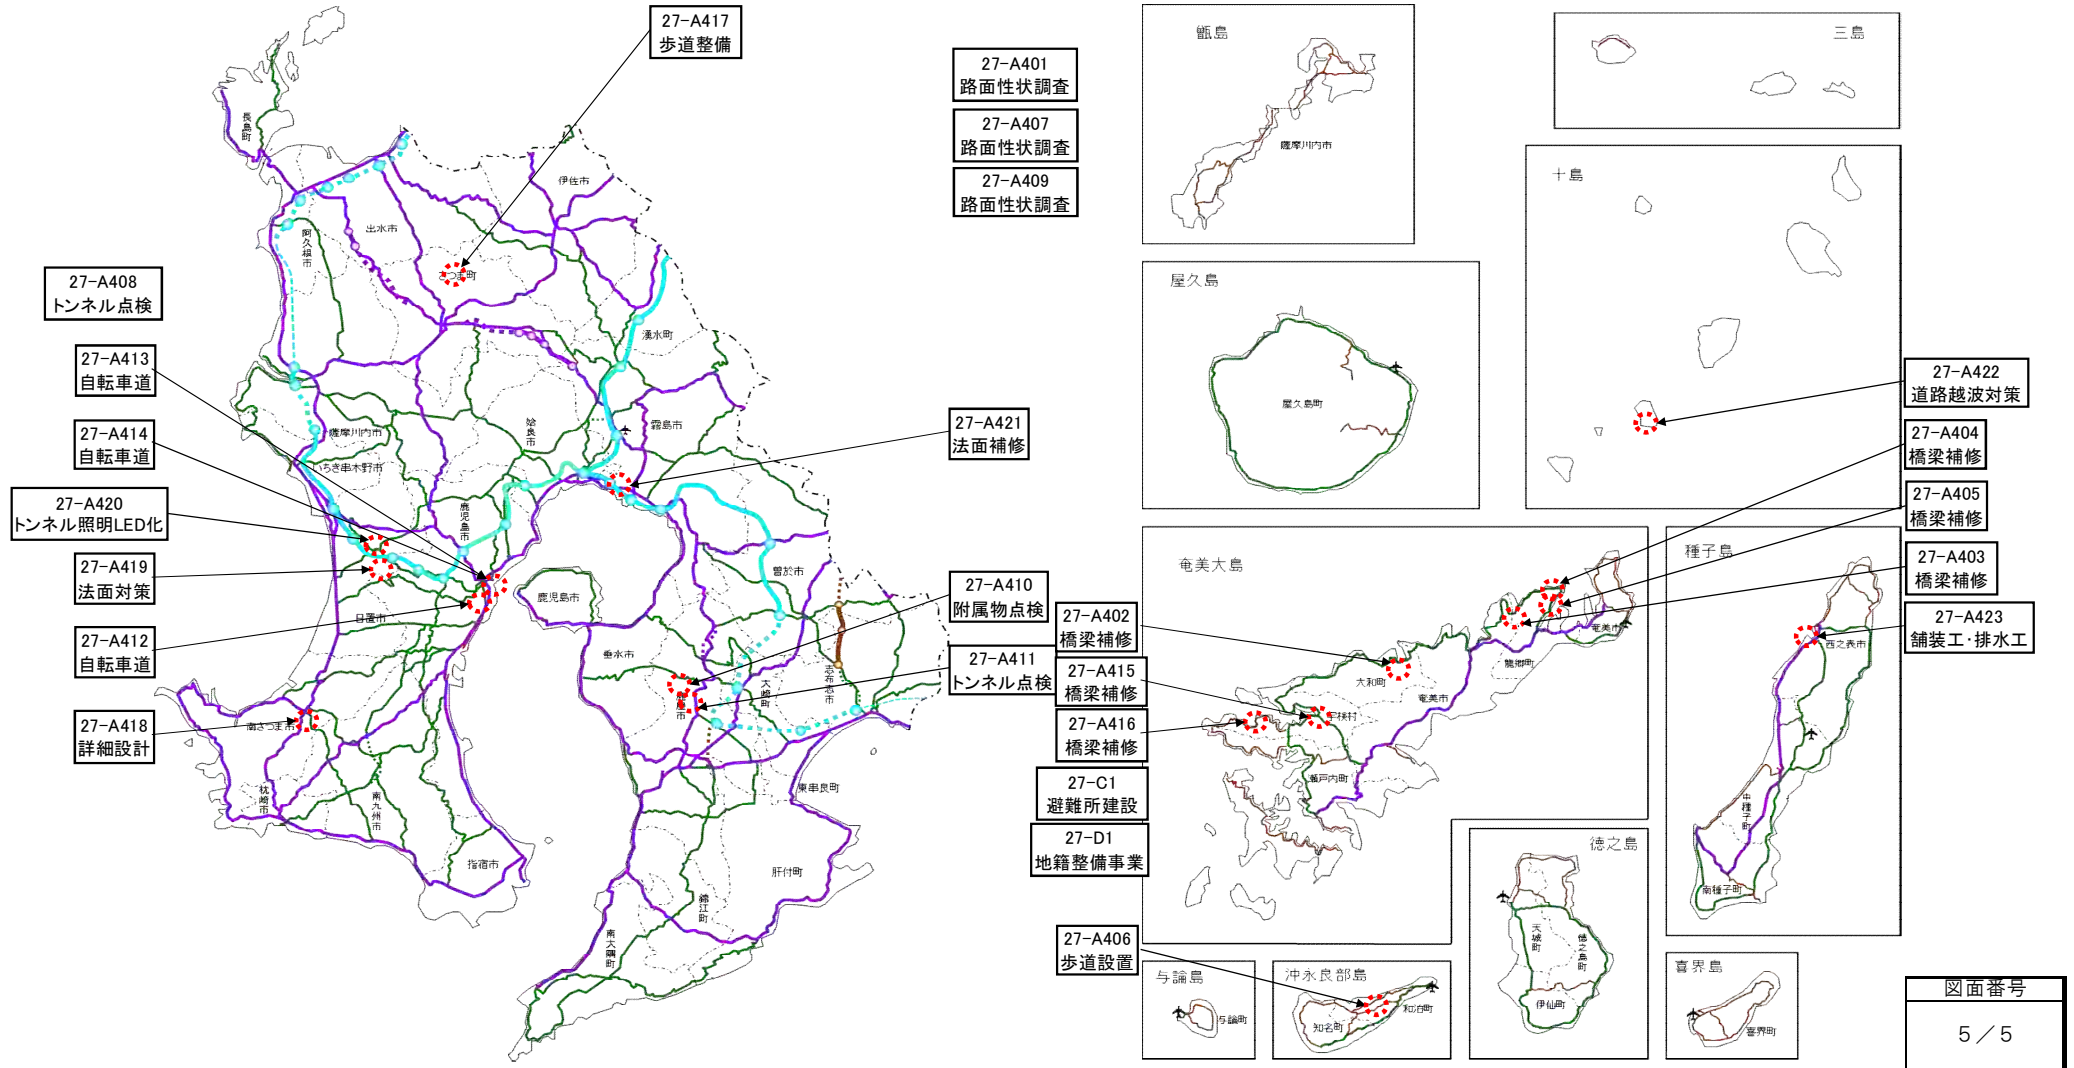 27-A417
歩道整備
27-A401
路面性状調査
27-A407
路面性状調査
27-A409
路面性状調査
27-A408
トンネル点検
27-A413
自転車道
27-A414
自転車道
27-A420
トンネル照明LED化
27-A419
法面対策
27-A412
自転車道
27-A418
詳細設計
27-A421
法面補修
27-A410
附属物点検
27-A411
トンネル点検
長島町
出水市
阿久根市
伊佐市
湧水町
薩摩川内市
いちき串木野市
姶良市
霧島市
鹿児島市
鹿児島市
日置市
曽於市
垂水市
志布志市
大崎町
南さつま市
枕崎市
南九州市
指宿市
東串良町
肝付町
錦江町
南大隅町
甑島
薩摩川内市
三島
十島
屋久島
屋久島町
27-A422
道路越波対策
27-A404
橋梁補修
27-A405
橋梁補修
27-A403
橋梁補修
27-A423
舗装工・排水工
奄美大島
27-A402
橋梁補修
27-A415
橋梁補修
27-A416
橋梁補修
27-C1
避難所建設
27-D1
地籍整備事業
27-A406
歩道設置
奄美市
龍郷町
大和町
奄美市
宇検村
瀬戸内町
種子島
西之表市
中種子町
南種子町
徳之島
天城町
徳之島町
伊仙町
与論島
与論町
沖永良部島
知名町
和泊町
喜界島
喜界町
図面番号
5／5